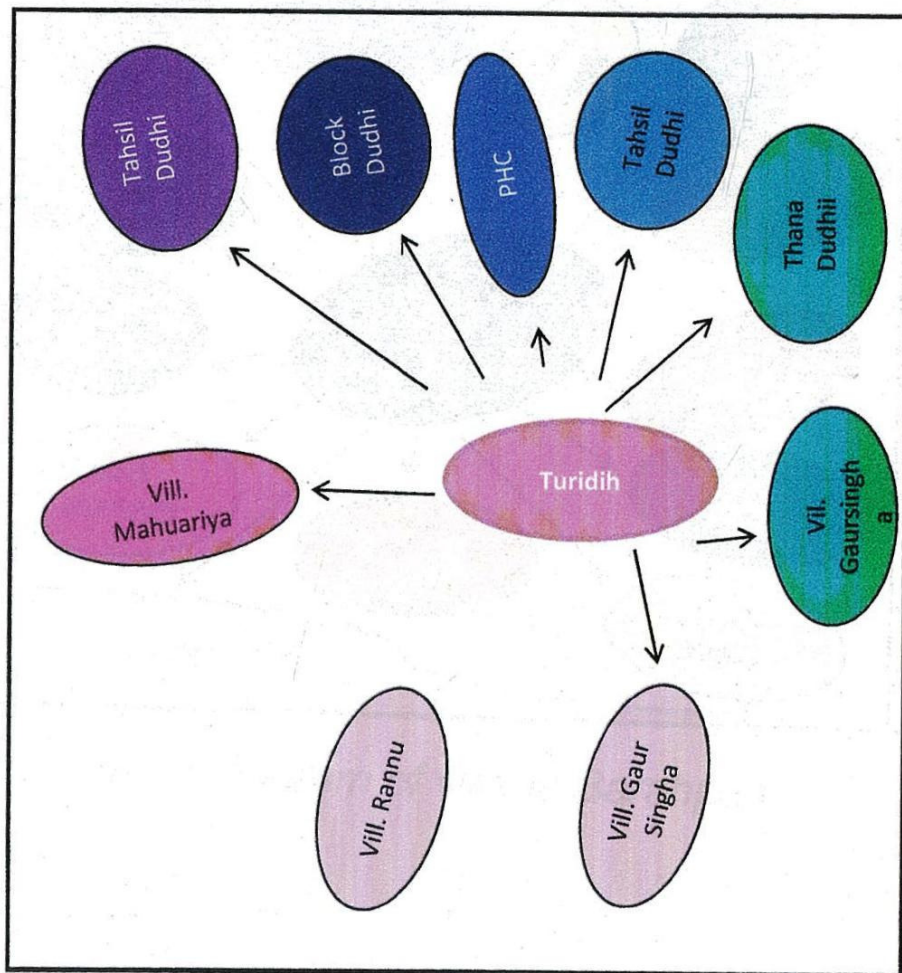 Tahsil
Dudhi
Block
Dudhi
PHC
Tahsil
Dudhi
Thana
Dudhii
Vill.
Mahuariya
Turidih
Vil.
Gaursingh
a
Vill. Rannu
Vill. Gaur
Singha